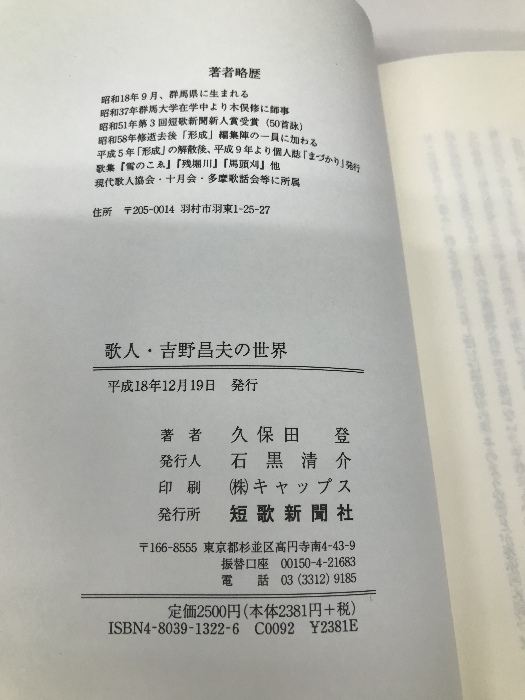 著者略歴
昭和18年9月、群馬県に生まれる
昭和37年群馬大学在学中より木俣修に師事
昭和51年第3回短歌新聞新人賞受賞(50首詠)
昭和58年修逝去後「形成」編集陣の一員に加わる
平成5年「形成」の解散後、平成9年より個人誌「まづかり」発行
歌集『雪のこゑ』『残堀川』『馬頭刈』他
現代歌人協会・十月会・多摩歌話会等に所属
住所 〒205-0014 羽村市羽東1-25-27
歌人・吉野昌夫の世界
平成18年12月19日 発行
著者 久保田 登
発行人 石黒清介
印刷 ㈱キャップス
発行所 短歌新聞社
〒166-8555 東京都杉並区高円寺南4-43-9
振替口座 00150-4-21683
電話 03(3312)9185
定価2500円(本体2381円+税)
ISBN4-8039-1322-6 C0092 Y2381E